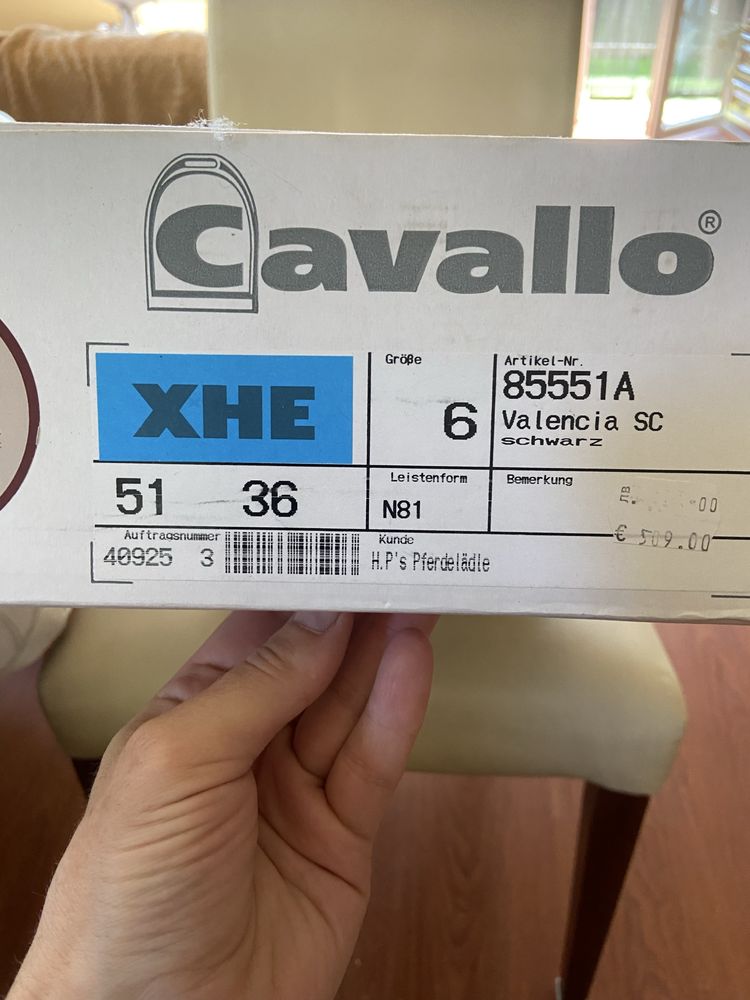 Cavallo®
XHE
Größe
6
Artikel-Nr.
85551A
Valencia SC
schwarz
51 36
Leistenform
N81
Bemerkung
€ 509.00
Auftragsnummer
40925 3
Kunde
H.P's Pferdelädle